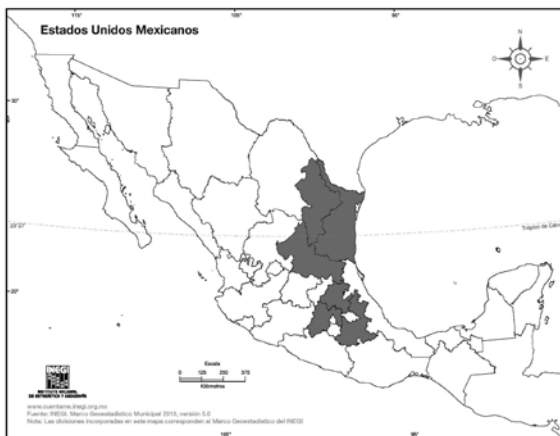 115°
105°
95°
Estados Unidos Mexicanos
N
O
E
S
30°
23°27'
Trópico de Cáncer
20°
Escala
0 125 250 375
Kilómetros
INEGI
INSTITUTO NACIONAL
DE ESTADÍSTICA Y GEOGRAFÍA
www.cuentame.inegi.org.mx
Fuente: INEGI. Marco Geoestadístico Municipal 2010, versión 5.0
Nota: Las divisiones incorporadas en este mapa corresponden al Marco Geoestadístico del INEGI
105°
95°